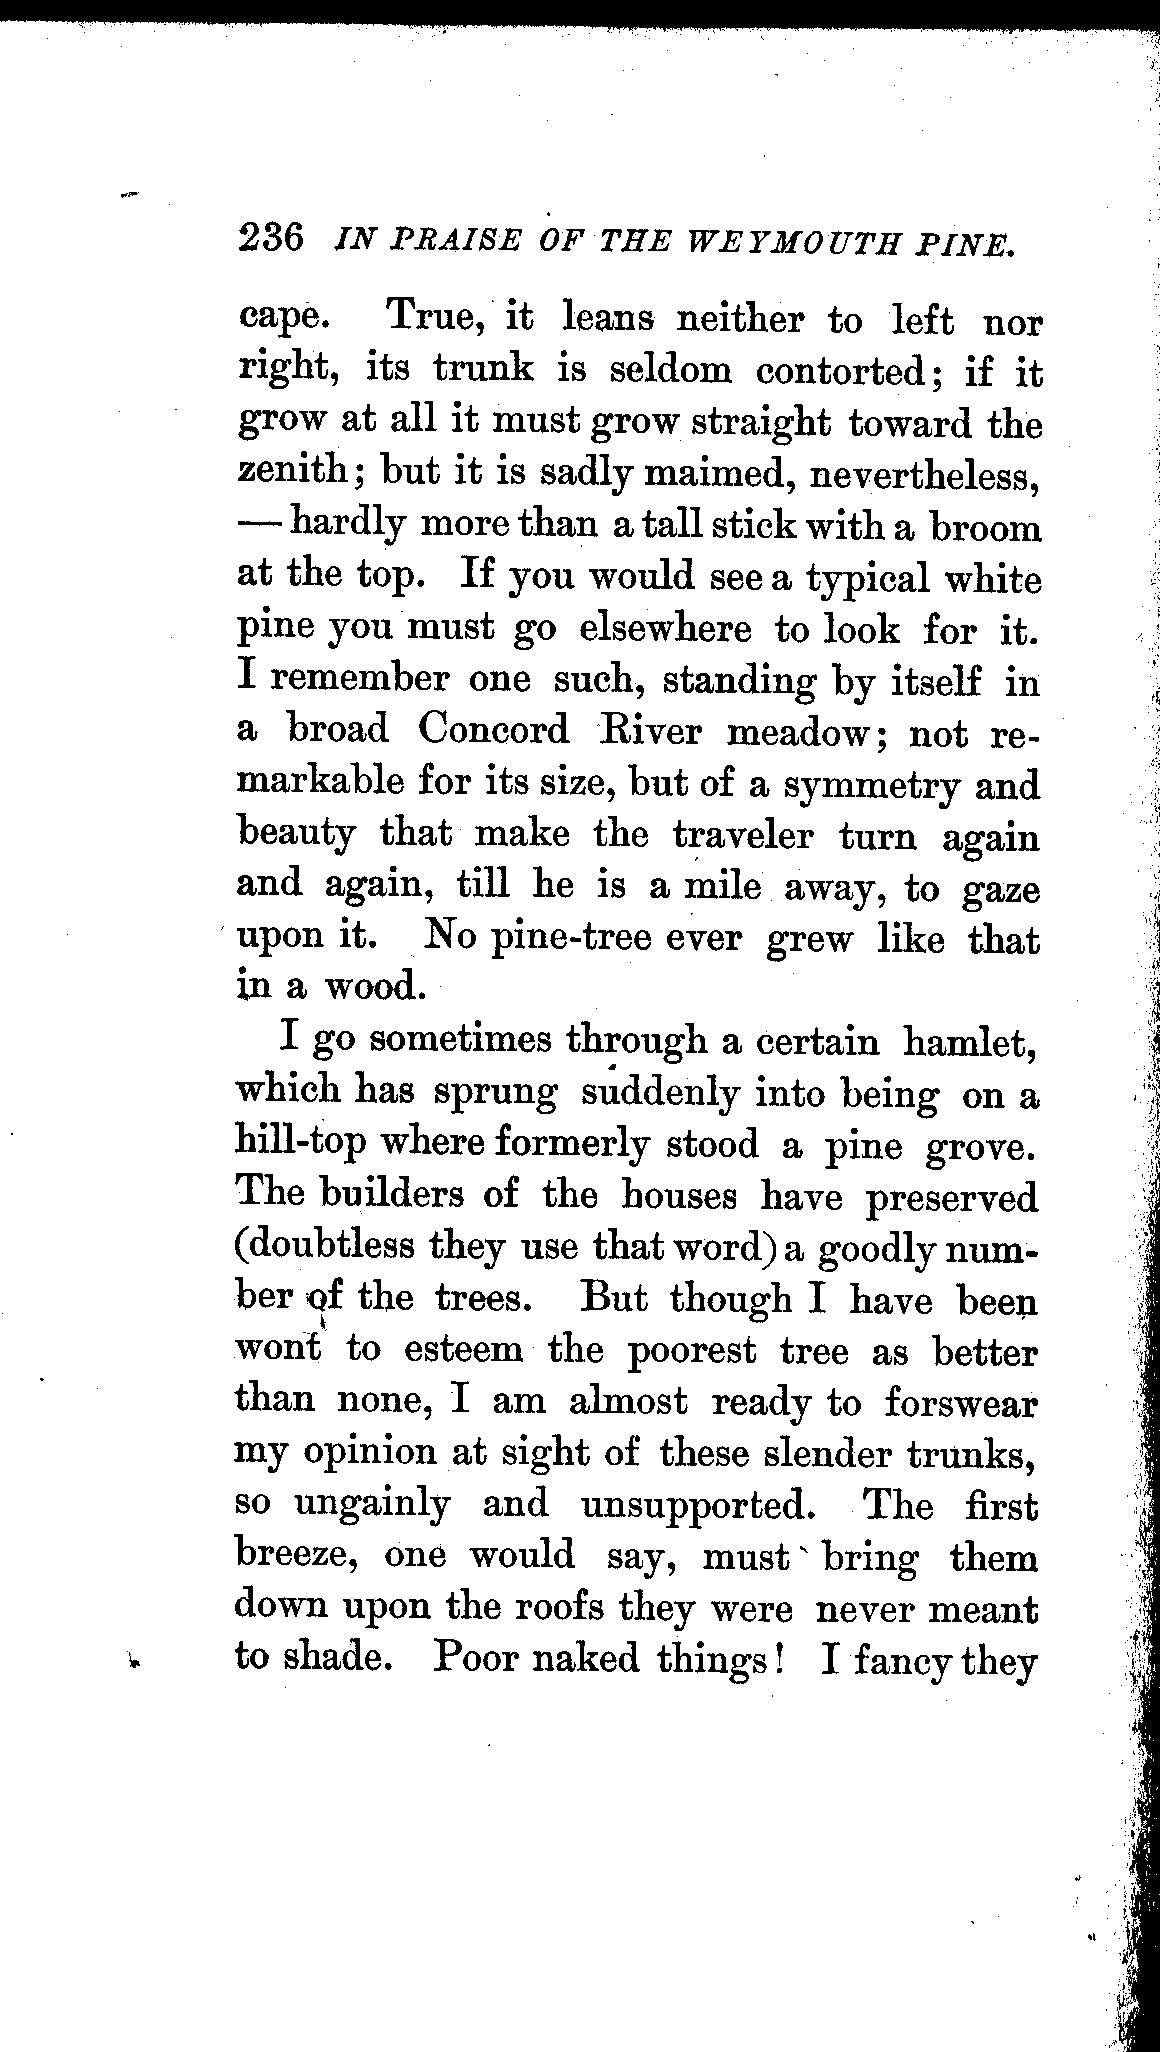 236 IN PRAISE OF THE WEYMOUTH PINE.
cape. True, it leans neither to left nor
right, its trunk is seldom contorted; if it
grow at all it must grow straight toward the
zenith; but it is sadly maimed, nevertheless,
— hardly more than a tall stick with a broom
at the top. If you would see a typical white
pine you must go elsewhere to look for it.
I remember one such, standing by itself in
a broad Concord River meadow; not re-
markable for its size, but of a symmetry and
beauty that make the traveler turn again
and again, till he is a mile away, to gaze
upon it. No pine-tree ever grew like that
in a wood.
I go sometimes through a certain hamlet,
which has sprung suddenly into being on a
hill-top where formerly stood a pine grove.
The builders of the houses have preserved
(doubtless they use that word) a goodly num-
ber of the trees. But though I have been
wont to esteem the poorest tree as better
than none, I am almost ready to forswear
my opinion at sight of these slender trunks,
so ungainly and unsupported. The first
breeze, one would say, must bring them
down upon the roofs they were never meant
to shade. Poor naked things! I fancy they